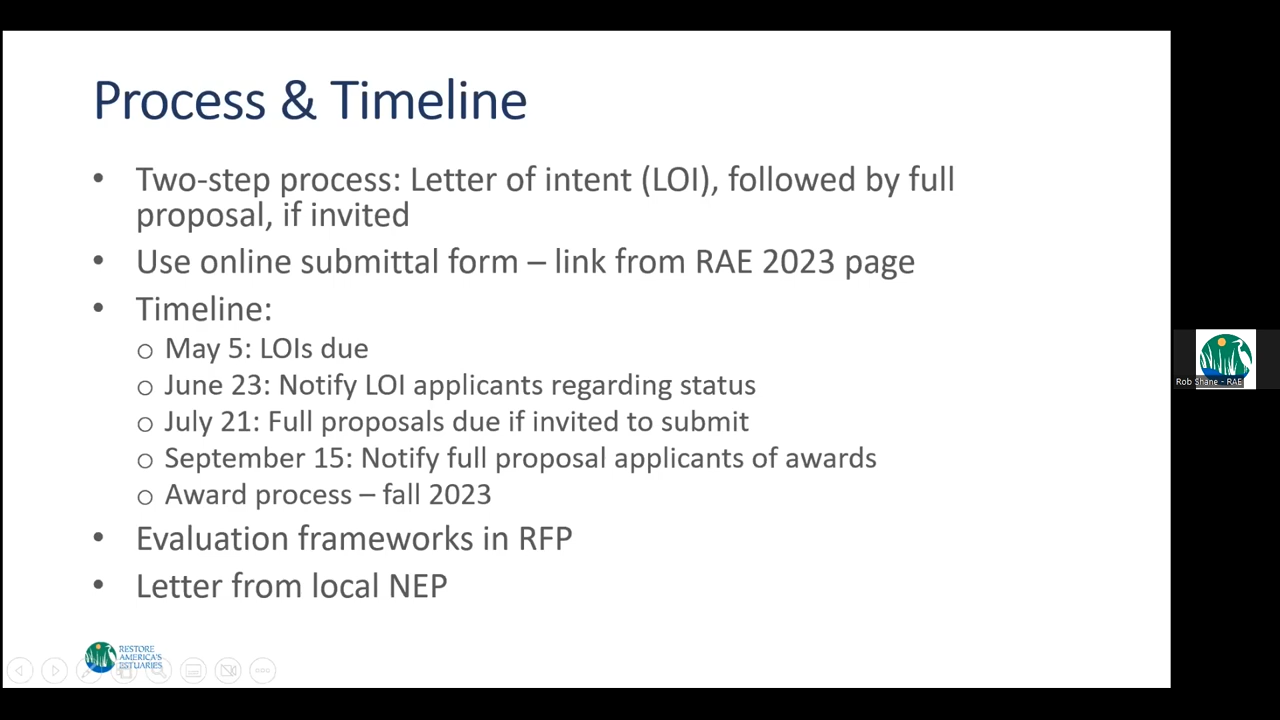 Process & Timeline
• Two-step process: Letter of intent (LOI), followed by full
proposal, if invited
• Use online submittal form – link from RAE 2023 page
• Timeline:
o May 5: LOIs due
o June 23: Notify LOI applicants regarding status
o July 21: Full proposals due if invited to submit
o September 15: Notify full proposal applicants of awards
o Award process – fall 2023
• Evaluation frameworks in RFP
• Letter from local NEP
RESTORE
AMERICA'S
ESTUARIES
Rob Shane - RAE